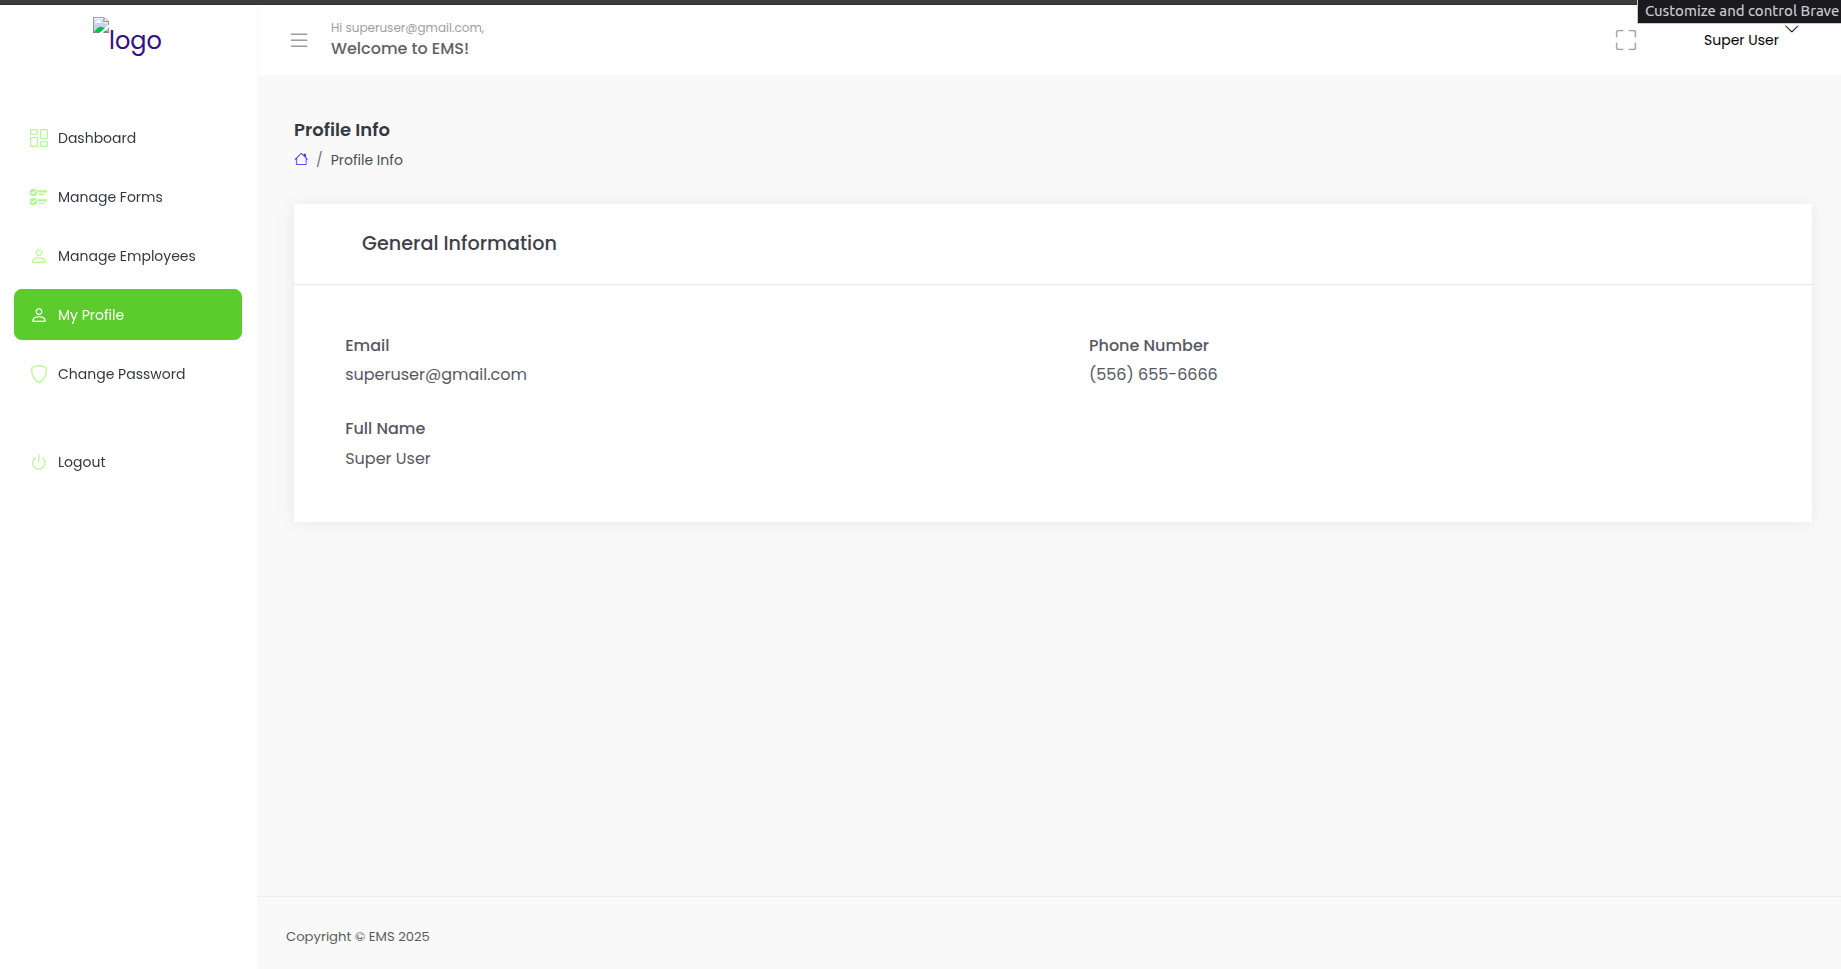 Customize and control Brave
logo
Hi superuser@gmail.com,
Welcome to EMS!
Super User
Dashboard
Manage Forms
Manage Employees
My Profile
Change Password
Logout
Profile Info
/ Profile Info
General Information
Email
superuser@gmail.com
Phone Number
(556) 655-6666
Full Name
Super User
Copyright © EMS 2025